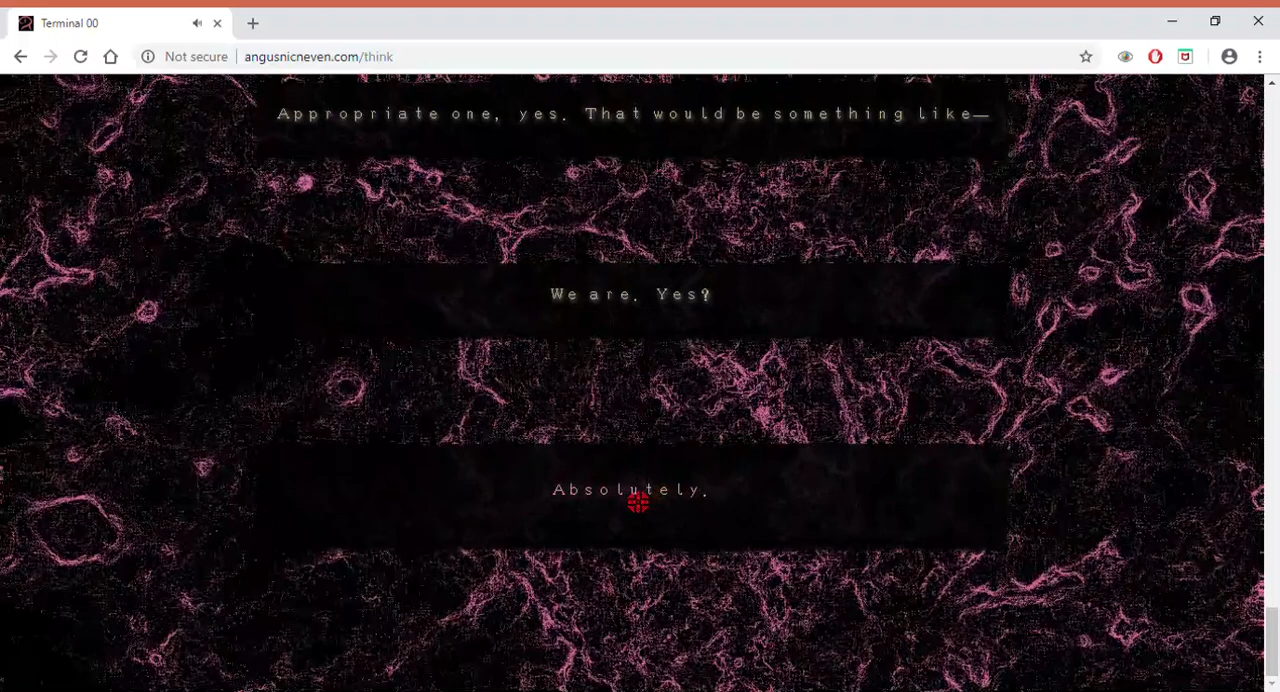 Terminal 00
Not secure
angusnicneven.com/think
Appropriate one, yes. That would be something like—
We are. Yes?
Absolutely.